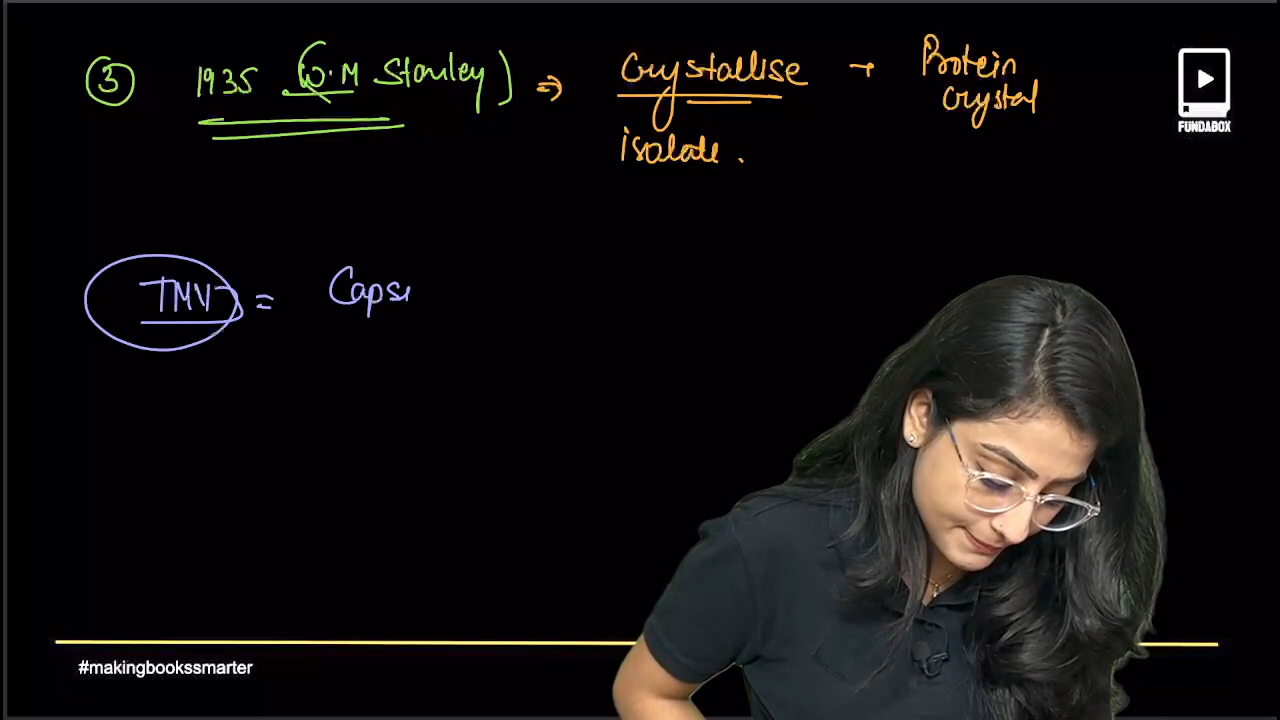 ③ 1935 (W.M Stanley) ⇒ Crystallise → Protein
crystal
isolate.
FUNDABOX
TMV = Caps
#makingbookssmarter